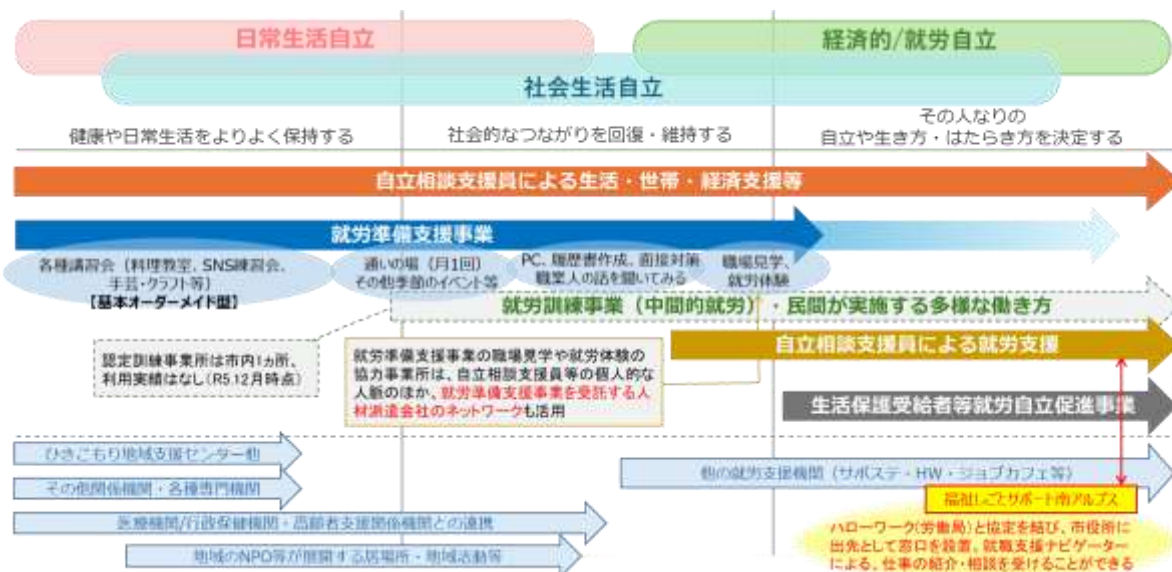 日常生活自立
経済的/就労自立
社会生活自立
健康や日常生活をよりよく保持する
社会的なつながりを回復・維持する
その人なりの
自立や生き方・はたらき方を決定する
自立相談支援員による生活・世帯・経済支援等
就労準備支援事業
各種講習会（料理教室、SNS練習会、
手芸・クラフト等）
【基本オーダーメイド型】
通いの場（月1回）
その他季節のイベント等
PC、履歴書作成、面接対策
職業人の話を聞いてみる
職場見学、
就労体験
就労訓練事業（中間的就労）・民間が実施する多様な働き方
認定訓練事業所は市内1ヵ所、
利用実績はなし(R5.12月時点)
就労準備支援事業の職場見学や就労体験の
協力事業所は、自立相談支援員等の個人的な
人脈のほか、就労準備支援事業を受託する人
材派遣会社のネットワークも活用
自立相談支援員による就労支援
生活保護受給者等就労自立促進事業
ひきこもり地域支援センター他
その他関係機関・各種専門機関
医療機関/行政保健機関・高齢者支援関係機関との連携
地域のNPO等が展開する居場所・地域活動等
他の就労支援機関（サポステ・HW・ジョブカフェ等）
福祉しごとサポート南アルプス
ハローワーク(労働局)と協定を結び、市役所に
出先として窓口を設置。就職支援ナビゲーター
による、仕事の紹介・相談を受けることができる